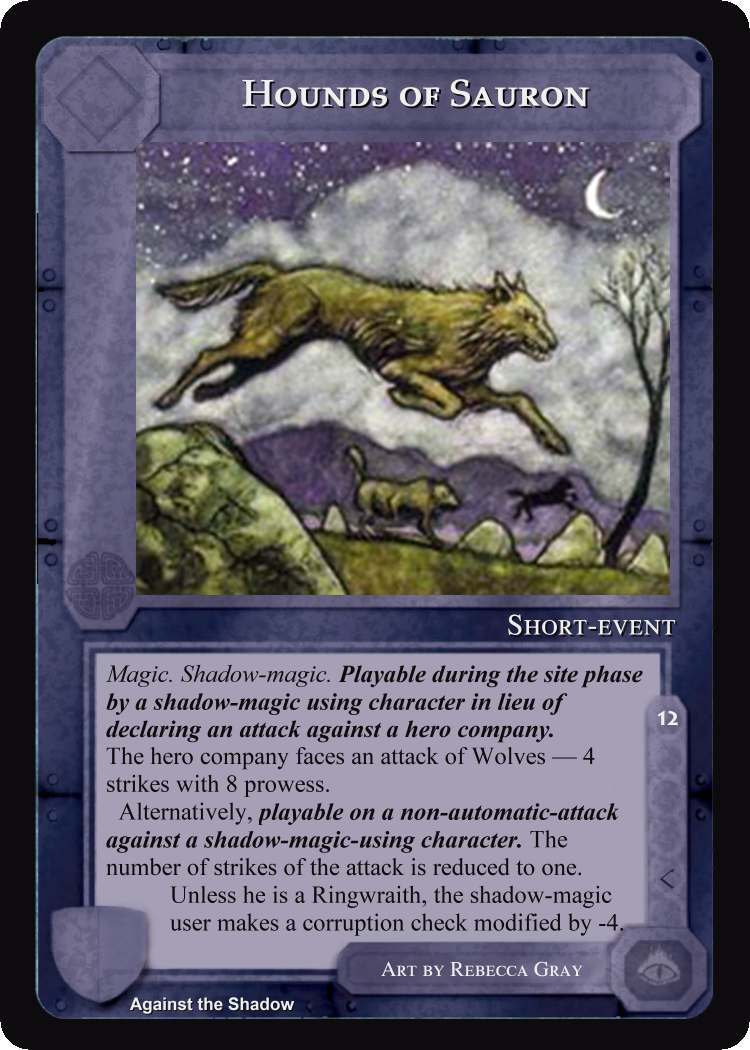 Hounds of Sauron
Short-event
Magic. Shadow-magic. Playable during the site phase
by a shadow-magic using character in lieu of
declaring an attack against a hero company.
The hero company faces an attack of Wolves — 4
strikes with 8 prowess.
Alternatively, playable on a non-automatic-attack
against a shadow-magic-using character. The
number of strikes of the attack is reduced to one.
Unless he is a Ringwraith, the shadow-magic
user makes a corruption check modified by -4.
12
Art by Rebecca Gray
Against the Shadow